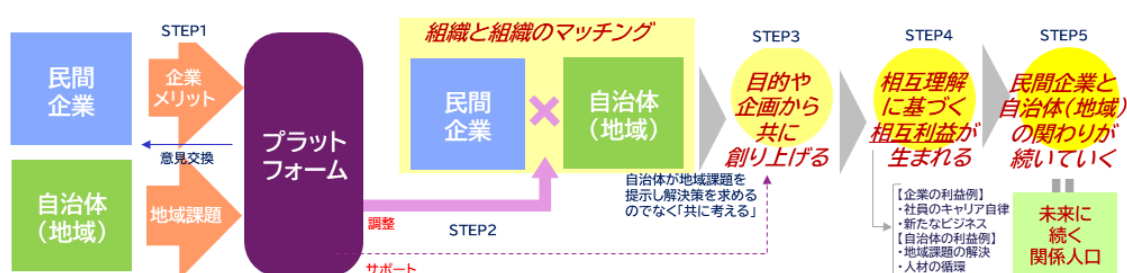 STEP1
民間
企業
企業
メリット
意見交換
自治体
(地域)
地域課題
プラット
フォーム
調整
サポート
STEP2
組織と組織のマッチング
民間
企業
×
自治体
(地域)
STEP3
目的や
企画から
共に
創り上げる
自治体が地域課題を
提示し解決策を求める
のでなく「共に考える」
STEP4
相互理解
に基づく
相互利益が
生まれる
【企業の利益例】
・社員のキャリア自律
・新たなビジネス
【自治体の利益例】
・地域課題の解決
・人材の循環
STEP5
民間企業と
自治体(地域)
の関わりが
続いていく
未来に
続く
関係人口